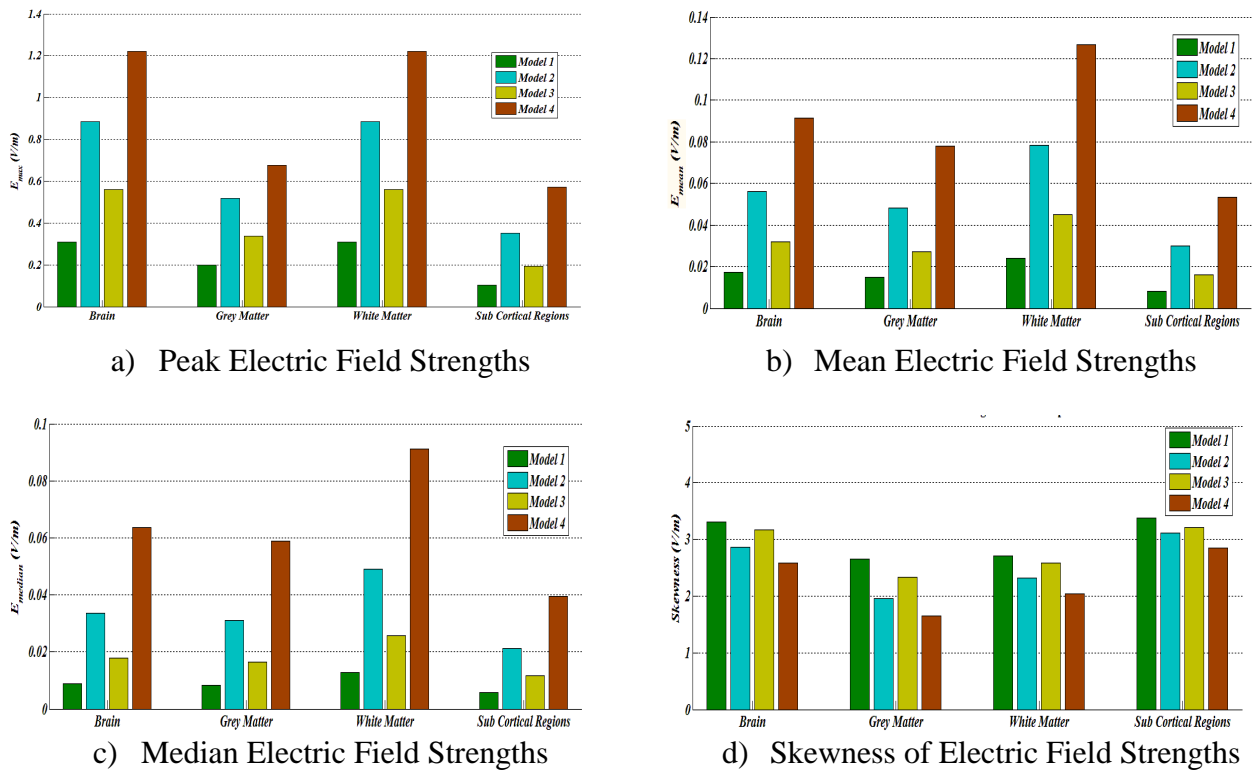 1.4
1.2
1
0.8
0.6
0.4
0.2
0
E_max (V/m)
Model 1
Model 2
Model 3
Model 4
Brain Grey Matter White Matter Sub Cortical Regions
a) Peak Electric Field Strengths
0.14
0.12
0.1
0.08
0.06
0.04
0.02
0
E_mean (V/m)
Model 1
Model 2
Model 3
Model 4
Brain Grey Matter White Matter Sub Cortical Regions
b) Mean Electric Field Strengths
0.1
0.08
0.06
0.04
0.02
0
E_median (V/m)
Model 1
Model 2
Model 3
Model 4
Brain Grey Matter White Matter Sub Cortical Regions
c) Median Electric Field Strengths
5
4
3
2
1
0
Skewness (V/m)
Model 1
Model 2
Model 3
Model 4
Brain Grey Matter White Matter Sub Cortical Regions
d) Skewness of Electric Field Strengths